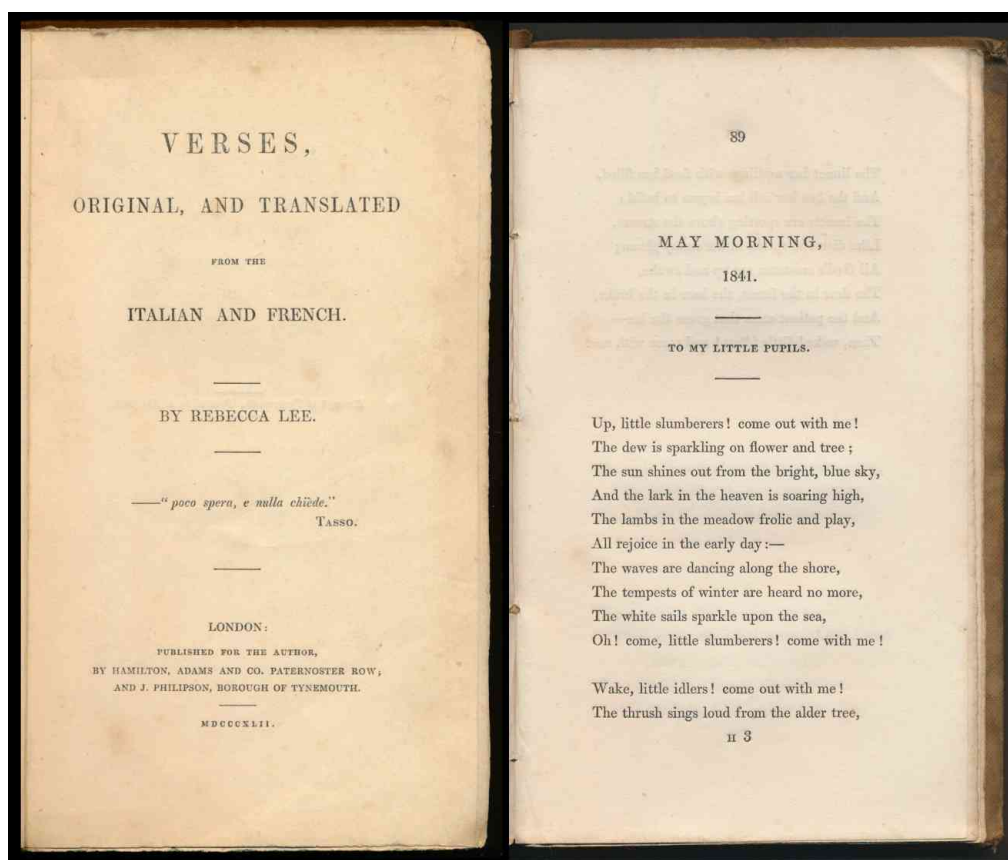 VERSES,
ORIGINAL, AND TRANSLATED
FROM THE
ITALIAN AND FRENCH.
BY REBECCA LEE.
——“poco spera, e nulla chiède.”
TASSO.
LONDON:
PUBLISHED FOR THE AUTHOR,
BY HAMILTON, ADAMS AND CO. PATERNOSTER ROW;
AND J. PHILIPSON, BOROUGH OF TYNEMOUTH.
MDCCCXLII.
89
MAY MORNING,
1841.
TO MY LITTLE PUPILS.
Up, little slumberers! come out with me!
The dew is sparkling on flower and tree;
The sun shines out from the bright, blue sky,
And the lark in the heaven is soaring high,
The lambs in the meadow frolic and play,
All rejoice in the early day:—
The waves are dancing along the shore,
The tempests of winter are heard no more,
The white sails sparkle upon the sea,
Oh! come, little slumberers! come with me!
Wake, little idlers! come out with me!
The thrush sings loud from the alder tree,
H 3